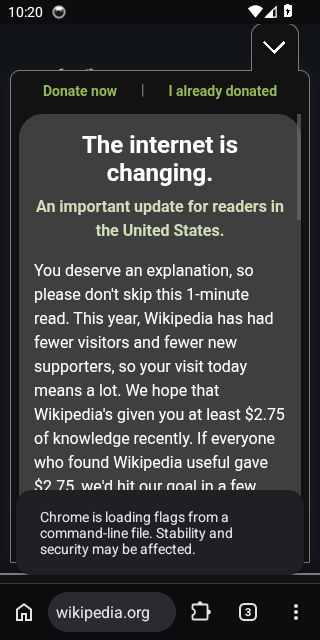 10:20
Donate now | I already donated
The internet is
changing.
An important update for readers in
the United States.
You deserve an explanation, so
please don't skip this 1-minute
read. This year, Wikipedia has had
fewer visitors and fewer new
supporters, so your visit today
means a lot. We hope that
Wikipedia's given you at least $2.75
of knowledge recently. If everyone
who found Wikipedia useful gave
$2.75, we'd hit our goal in a few
Chrome is loading flags from a
command-line file. Stability and
security may be affected.
wikipedia.org
3